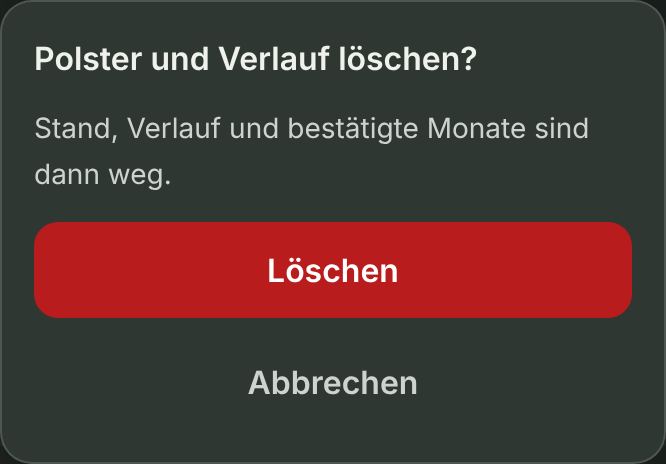 Polster und Verlauf löschen?
Stand, Verlauf und bestätigte Monate sind
dann weg.
Löschen
Abbrechen